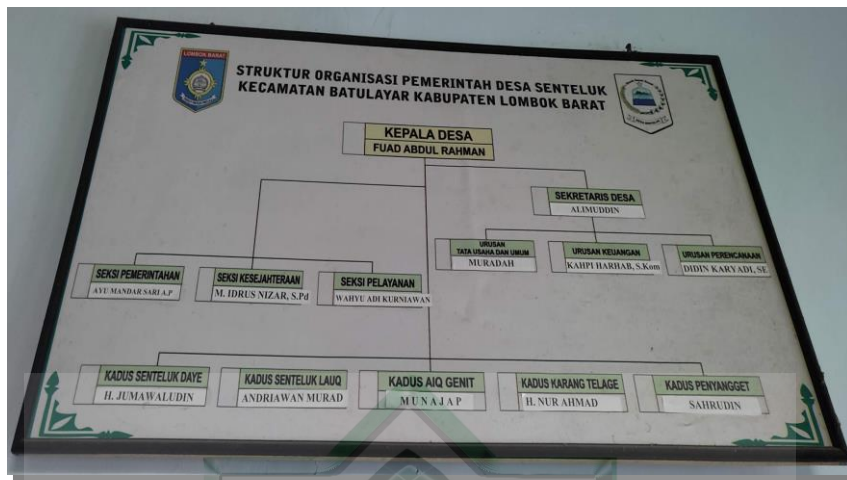 LOMBOK BARAT
STRUKTUR ORGANISASI PEMERINTAH DESA SENTELUK
KECAMATAN BATULAYAR KABUPATEN LOMBOK BARAT
KEPALA DESA
FUAD ABDUL RAHMAN
SEKRETARIS DESA
ALIMUDDIN
URUSAN
TATA USAHA DAN UMUM
MURADAH
URUSAN KEUANGAN
KAHPI HARHAB, S.Kom
URUSAN PERENCANAAN
DIDIN KARYADI, SE
SEKSI PEMERINTAHAN
AYU MANDAR SARI A.P
SEKSI KESEJAHTERAAN
M. IDRUS NIZAR, S.Pd
SEKSI PELAYANAN
WAHYU ADI KURNIAWAN
KADUS SENTELUK DAYE
H. JUMAWALUDIN
KADUS SENTELUK LAUQ
ANDRIAWAN MURAD
KADUS AIQ GENIT
MUNAJAP
KADUS KARANG TELAGE
H. NUR AHMAD
KADUS PENYANGGET
SAHRUDIN